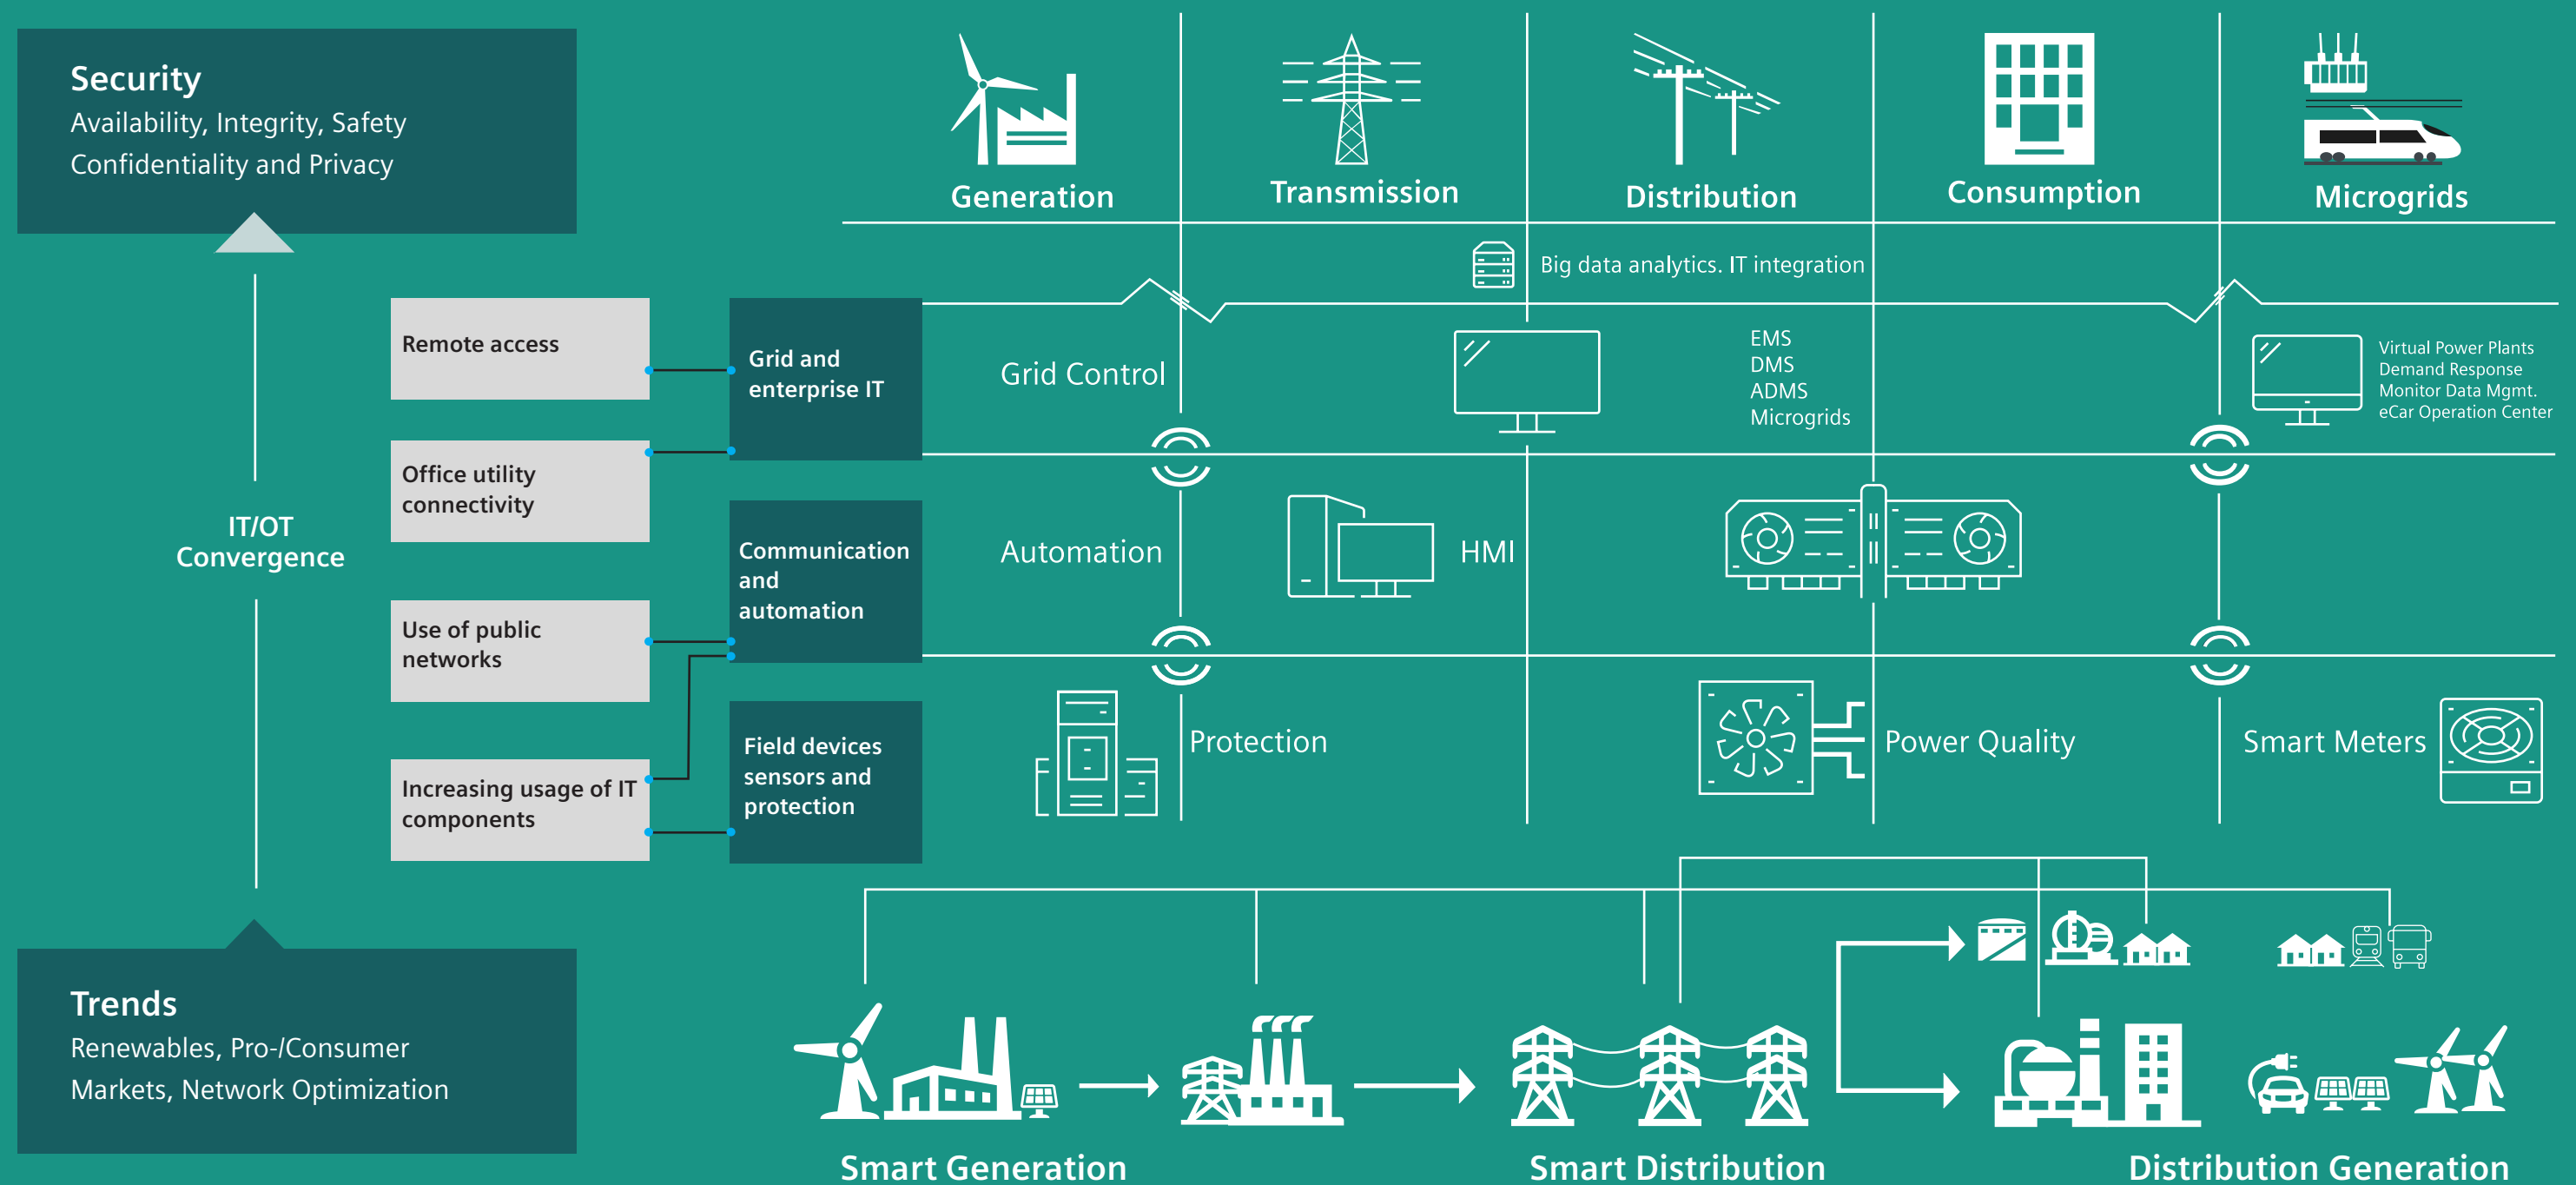 Security
Availability, Integrity, Safety
Confidentiality and Privacy
Generation
Transmission
Distribution
Consumption
Microgrids
Big data analytics. IT integration
Remote access
Office utility
connectivity
Use of public
networks
Increasing usage of IT
components
IT/OT
Convergence
Grid and
enterprise IT
Communication
and
automation
Field devices
sensors and
protection
Grid Control
EMS
DMS
ADMS
Microgrids
Virtual Power Plants
Demand Response
Monitor Data Mgmt.
eCar Operation Center
Automation
HMI
Protection
Power Quality
Smart Meters
Trends
Renewables, Pro-/Consumer
Markets, Network Optimization
Smart Generation
Smart Distribution
Distribution Generation